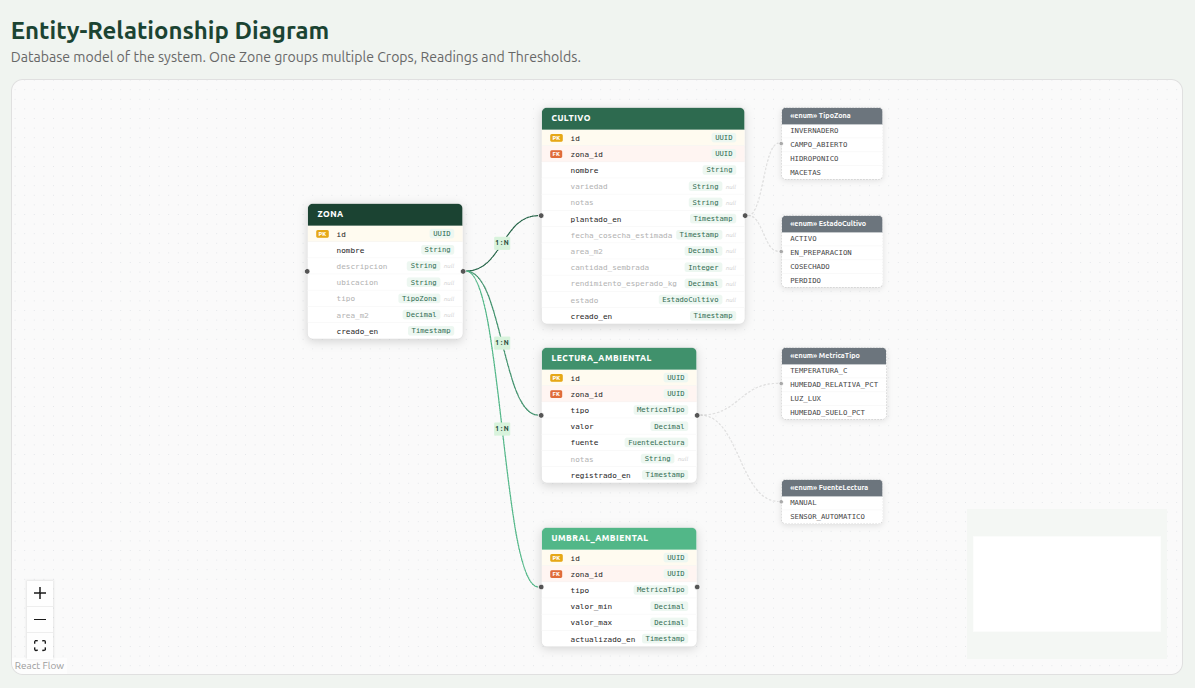 Entity-Relationship Diagram
Database model of the system. One Zone groups multiple Crops, Readings and Thresholds.
ZONA
PK id UUID
nombre String
descripcion String null
ubicacion String null
tipo TipoZona null
area_m2 Decimal null
creado_en Timestamp
1:N
1:N
1:N
CULTIVO
PK id UUID
FK zona_id UUID
nombre String
variedad String null
notas String null
plantado_en Timestamp
fecha_cosecha_estimada Timestamp null
area_m2 Decimal null
cantidad_sembrada Integer null
rendimiento_esperado_kg Decimal null
estado EstadoCultivo null
creado_en Timestamp
LECTURA_AMBIENTAL
PK id UUID
FK zona_id UUID
tipo MetricaTipo
valor Decimal
fuente FuenteLectura
notas String null
registrado_en Timestamp
UMBRAL_AMBIENTAL
PK id UUID
FK zona_id UUID
tipo MetricaTipo
valor_min Decimal
valor_max Decimal
actualizado_en Timestamp
«enum» TipoZona
INVERNADERO
CAMPO_ABIERTO
HIDROPONICO
MACETAS
«enum» EstadoCultivo
ACTIVO
EN_PREPARACION
COSECHADO
PERDIDO
«enum» MetricaTipo
TEMPERATURA_C
HUMEDAD_RELATIVA_PCT
LUZ_LUX
HUMEDAD_SUELO_PCT
«enum» FuenteLectura
MANUAL
SENSOR_AUTOMATICO
React Flow